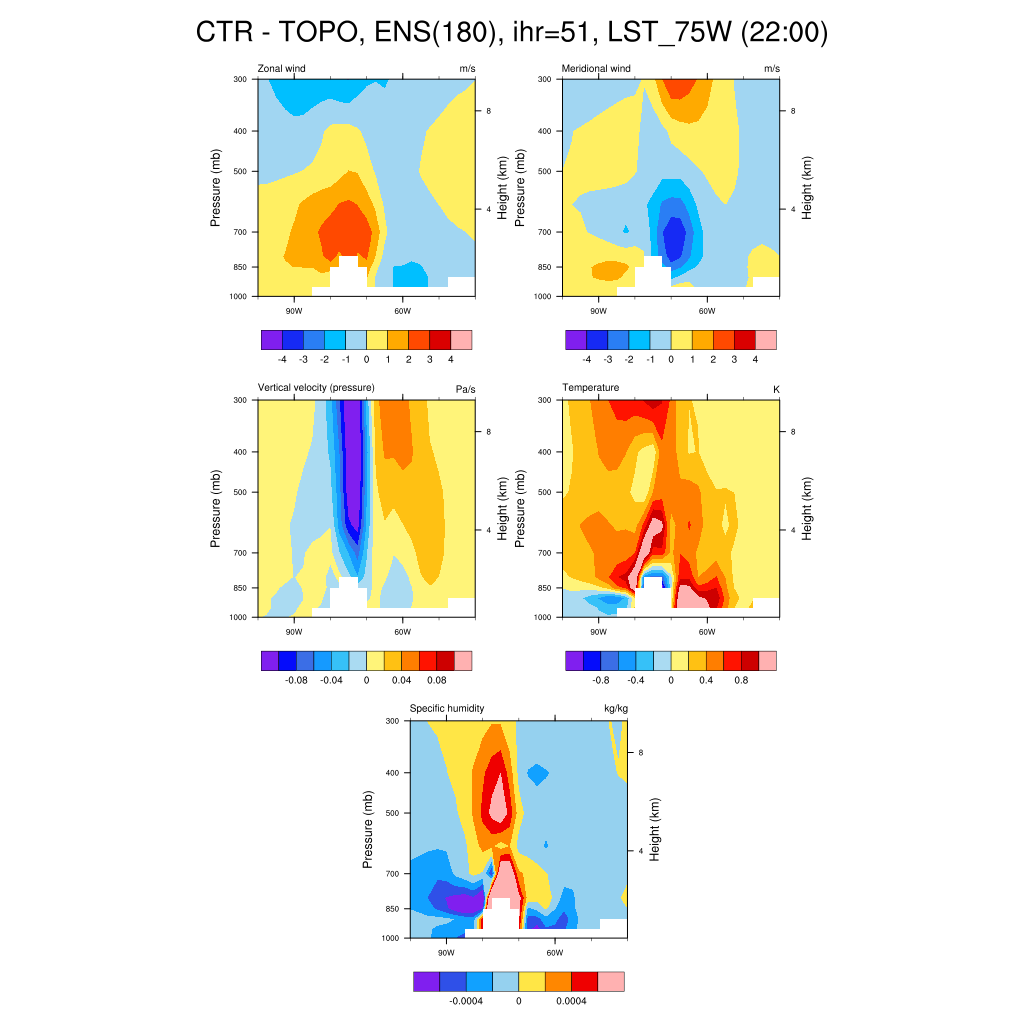 CTR - TOPO, ENS(180), ihr=51, LST_75W (22:00)
Zonal wind m/s
300
400
500
700
850
1000
Pressure (mb)
8
4
Height (km)
90W 60W
-4 -3 -2 -1 0 1 2 3 4
Meridional wind m/s
300
400
500
700
850
1000
Pressure (mb)
8
4
Height (km)
90W 60W
-4 -3 -2 -1 0 1 2 3 4
Vertical velocity (pressure) Pa/s
300
400
500
700
850
1000
Pressure (mb)
8
4
Height (km)
90W 60W
-0.08 -0.04 0 0.04 0.08
Temperature K
300
400
500
700
850
1000
Pressure (mb)
8
4
Height (km)
90W 60W
-0.8 -0.4 0 0.4 0.8
Specific humidity kg/kg
300
400
500
700
850
1000
Pressure (mb)
8
4
Height (km)
90W 60W
-0.0004 0 0.0004